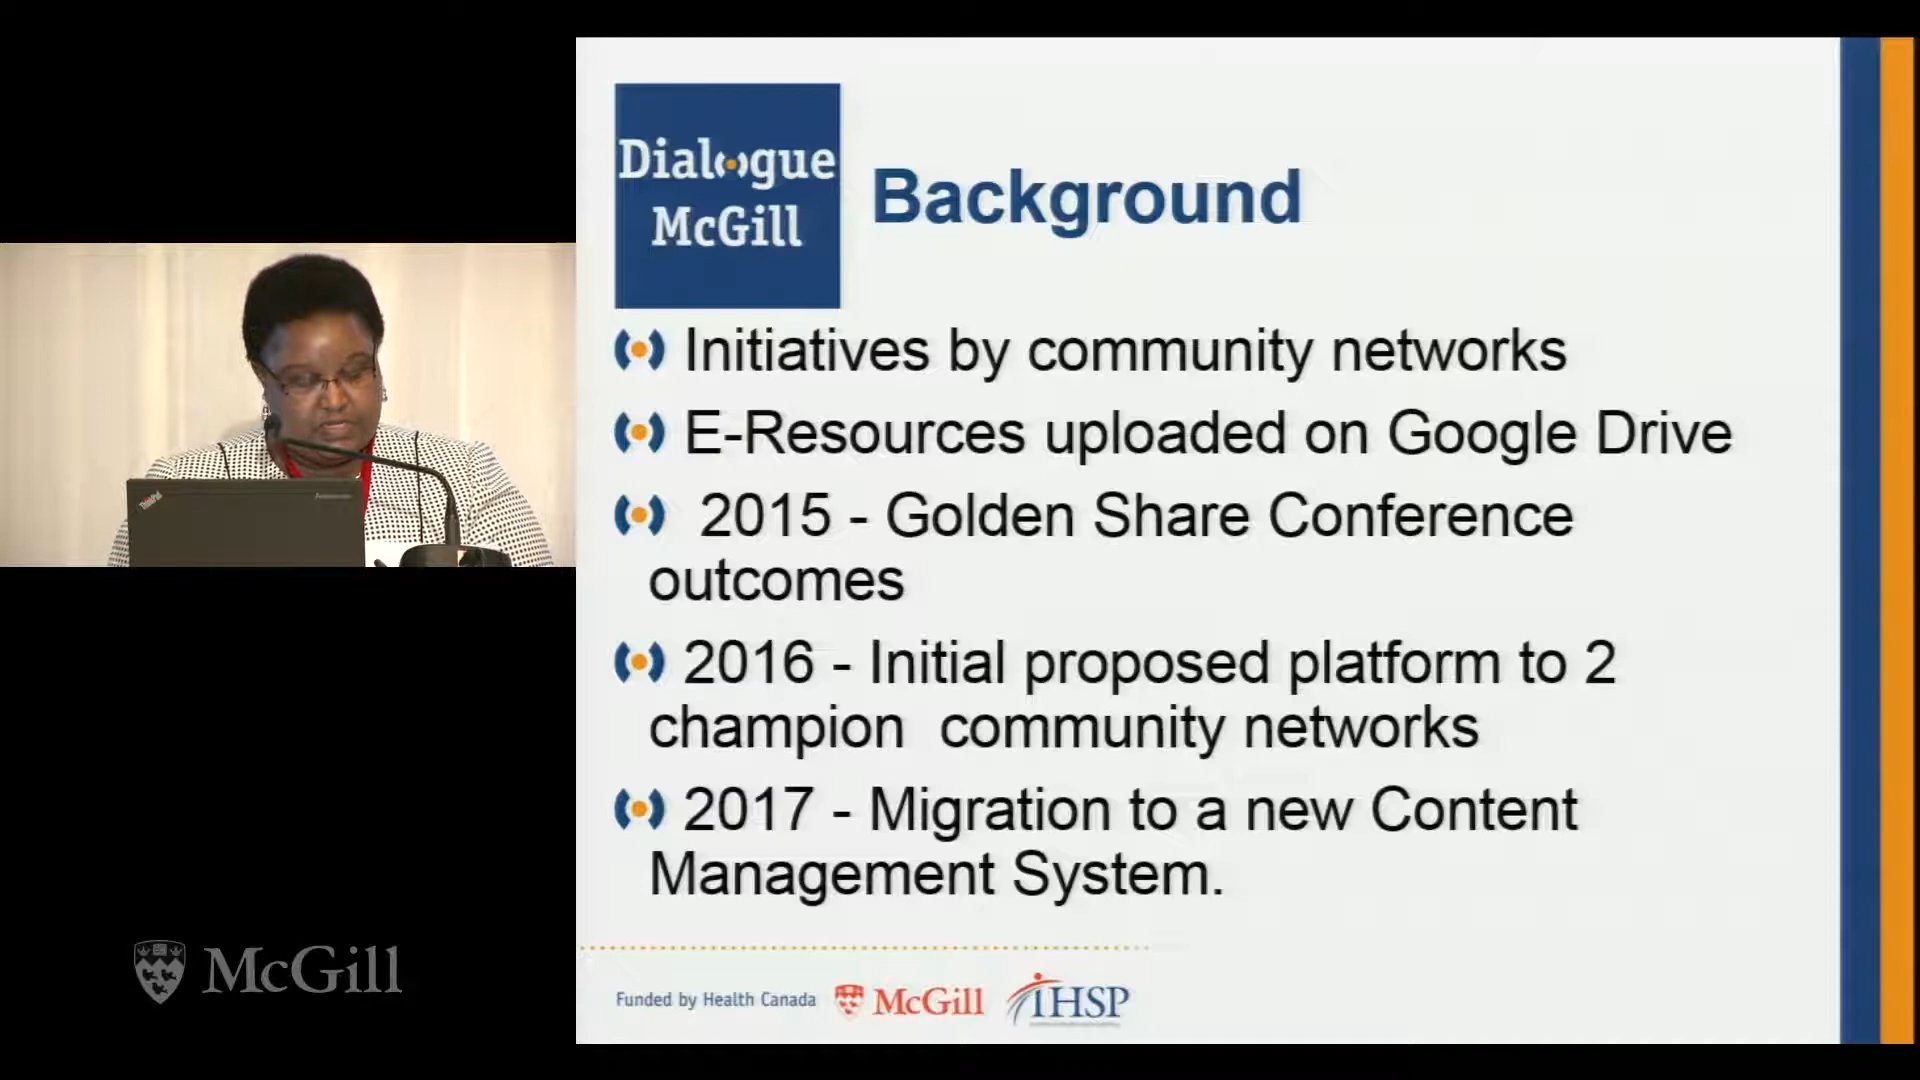 Dialogue
McGill
Background
Initiatives by community networks
E-Resources uploaded on Google Drive
2015 - Golden Share Conference
outcomes
2016 - Initial proposed platform to 2
champion community networks
2017 - Migration to a new Content
Management System.
ThinkPad
McGill
Funded by Health Canada
McGill
IHSP